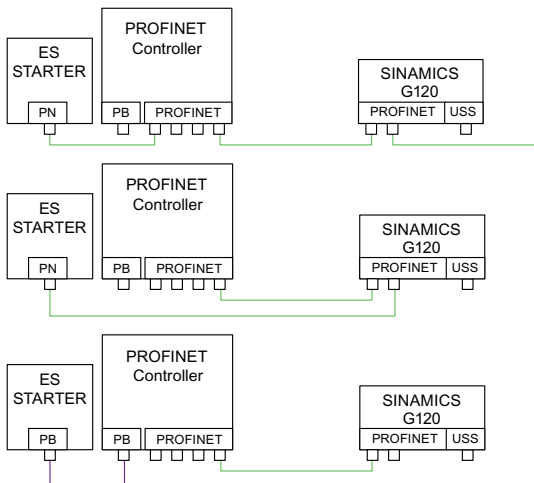 PROFINET
Controller
ES
STARTER
SINAMICS
G120
PN
PB
PROFINET
PROFINET
USS
PROFINET
Controller
ES
STARTER
SINAMICS
G120
PN
PB
PROFINET
PROFINET
USS
PROFINET
Controller
ES
STARTER
SINAMICS
G120
PB
PB
PROFINET
PROFINET
USS